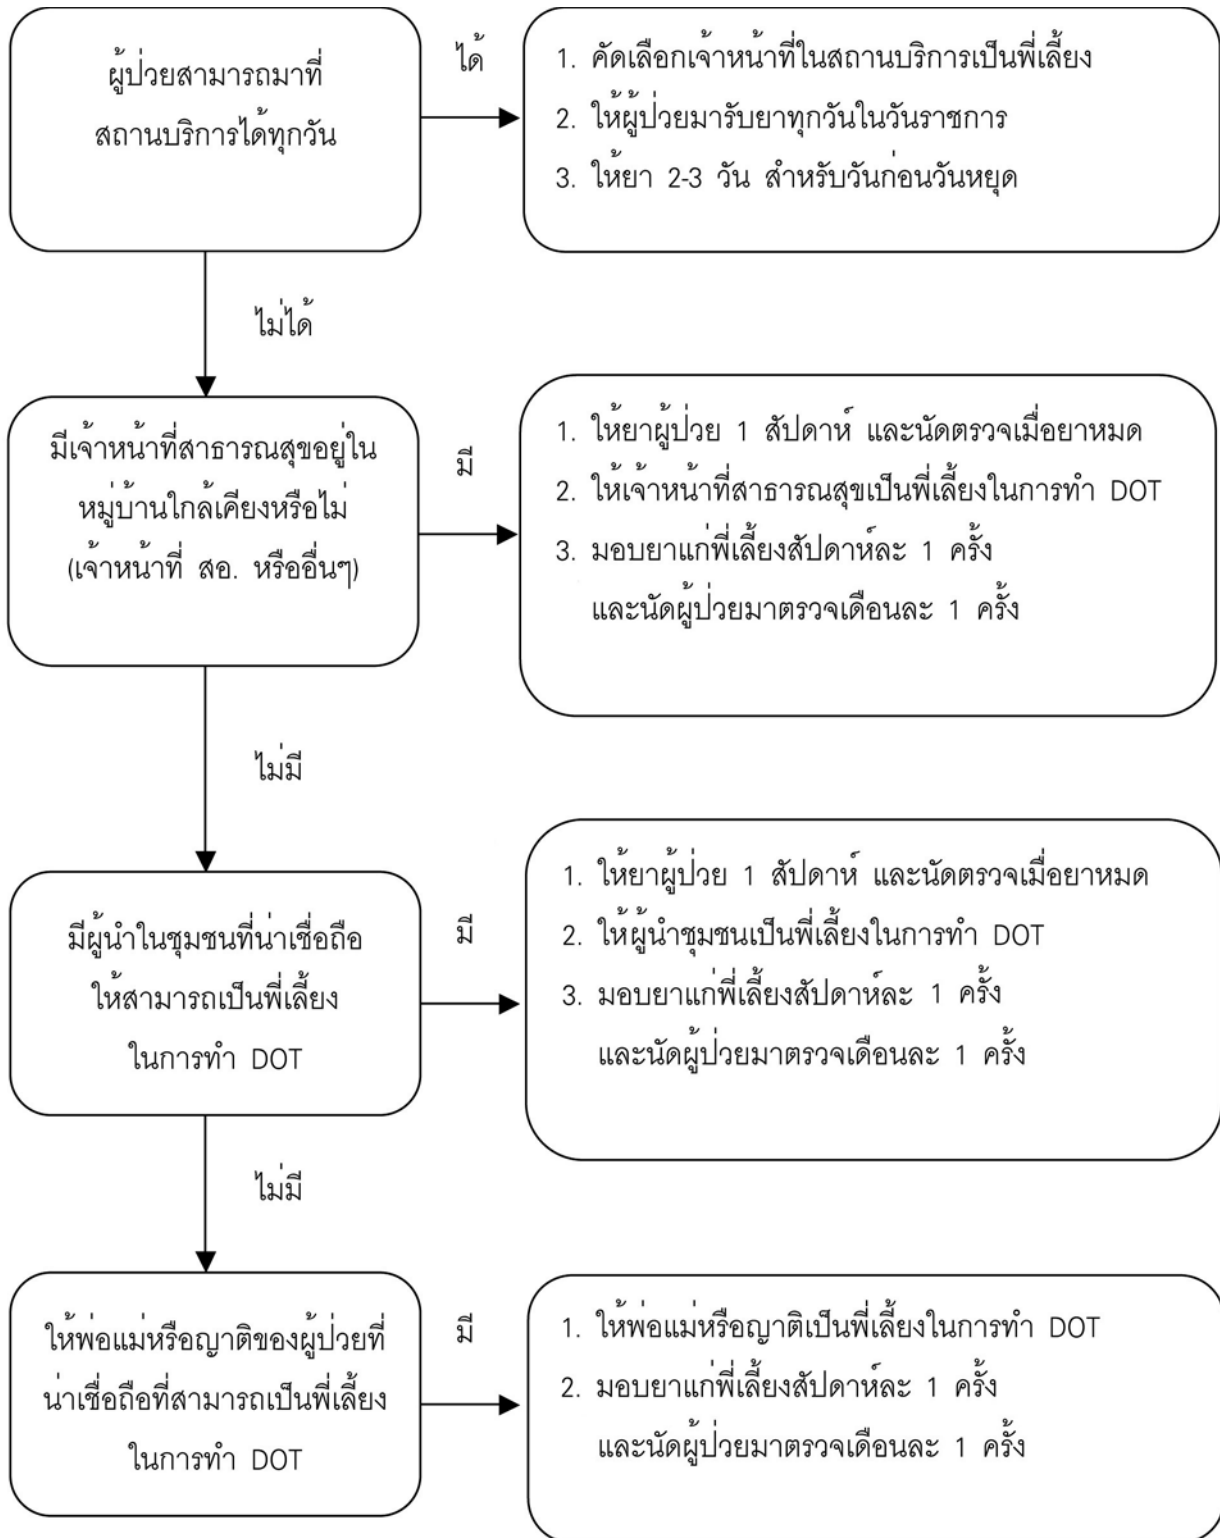 ผู้ป่วยสามารถมาที่
สถานบริการได้ทุกวัน
ได้
1. คัดเลือกเจ้าหน้าที่ในสถานบริการเป็นพี่เลี้ยง
2. ให้ผู้ป่วยมารับยาทุกวันในวันราชการ
3. ให้ยา 2-3 วัน สำหรับวันก่อนวันหยุด
ไม่ได้
มีเจ้าหน้าที่สาธารณสุขอยู่ใน
หมู่บ้านใกล้เคียงหรือไม่
(เจ้าหน้าที่ สอ. หรืออื่นๆ)
มี
1. ให้ยาผู้ป่วย 1 สัปดาห์ และนัดตรวจเมื่อยาหมด
2. ให้เจ้าหน้าที่สาธารณสุขเป็นพี่เลี้ยงในการทำ DOT
3. มอบยาแก่พี่เลี้ยงสัปดาห์ละ 1 ครั้ง
และนัดผู้ป่วยมาตรวจเดือนละ 1 ครั้ง
ไม่มี
มีผู้นำในชุมชนที่น่าเชื่อถือ
ให้สามารถเป็นพี่เลี้ยง
ในการทำ DOT
มี
1. ให้ยาผู้ป่วย 1 สัปดาห์ และนัดตรวจเมื่อยาหมด
2. ให้ผู้นำชุมชนเป็นพี่เลี้ยงในการทำ DOT
3. มอบยาแก่พี่เลี้ยงสัปดาห์ละ 1 ครั้ง
และนัดผู้ป่วยมาตรวจเดือนละ 1 ครั้ง
ไม่มี
ให้พ่อแม่หรือญาติของผู้ป่วยที่
น่าเชื่อถือที่สามารถเป็นพี่เลี้ยง
ในการทำ DOT
มี
1. ให้พ่อแม่หรือญาติเป็นพี่เลี้ยงในการทำ DOT
2. มอบยาแก่พี่เลี้ยงสัปดาห์ละ 1 ครั้ง
และนัดผู้ป่วยมาตรวจเดือนละ 1 ครั้ง